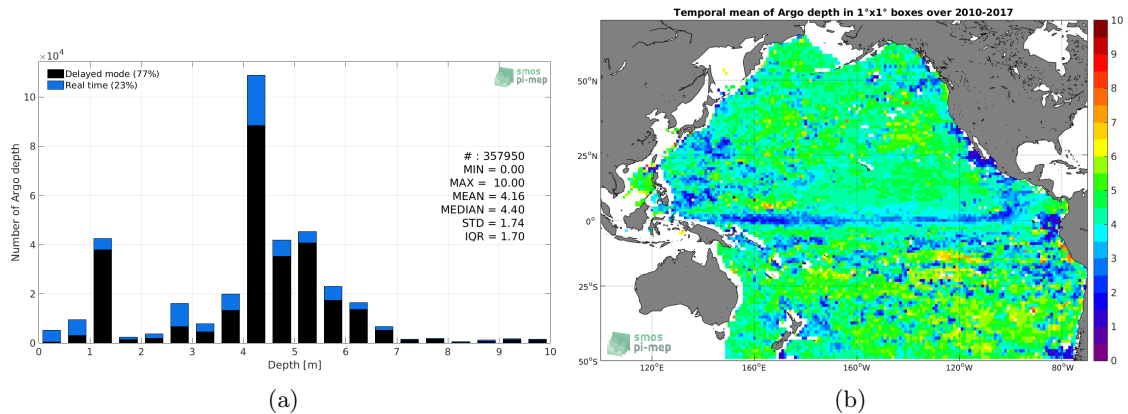 ×10⁴
Delayed mode (77%)
Real time (23%)
smos
pi-mep
# : 357950
MIN = 0.00
MAX = 10.00
MEAN = 4.16
MEDIAN = 4.40
STD = 1.74
IQR = 1.70
Number of Argo depth
10
8
6
4
2
0
0 1 2 3 4 5 6 7 8 9 10
Depth [m]
(a)
Temporal mean of Argo depth in 1°x1° boxes over 2010-2017
50°N
25°N
0°
25°S
50°S
120°E 160°E 160°W 120°W 80°W
smos
pi-mep
10
9
8
7
6
5
4
3
2
1
0
(b)